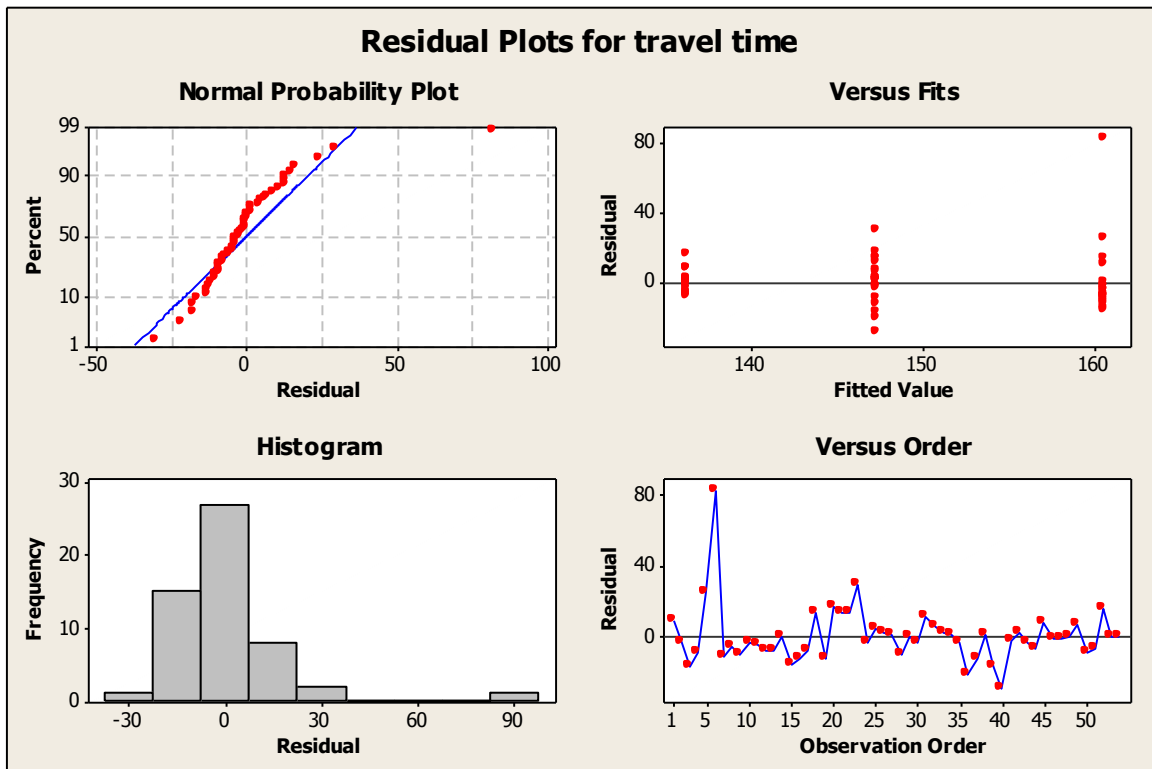 Residual Plots for travel time
Normal Probability Plot
99
90
50
10
1
Percent
-50 0 50 100
Residual
Versus Fits
80
40
0
Residual
140 150 160
Fitted Value
Histogram
30
20
10
0
Frequency
-30 0 30 60 90
Residual
Versus Order
80
40
0
Residual
1 5 10 15 20 25 30 35 40 45 50
Observation Order